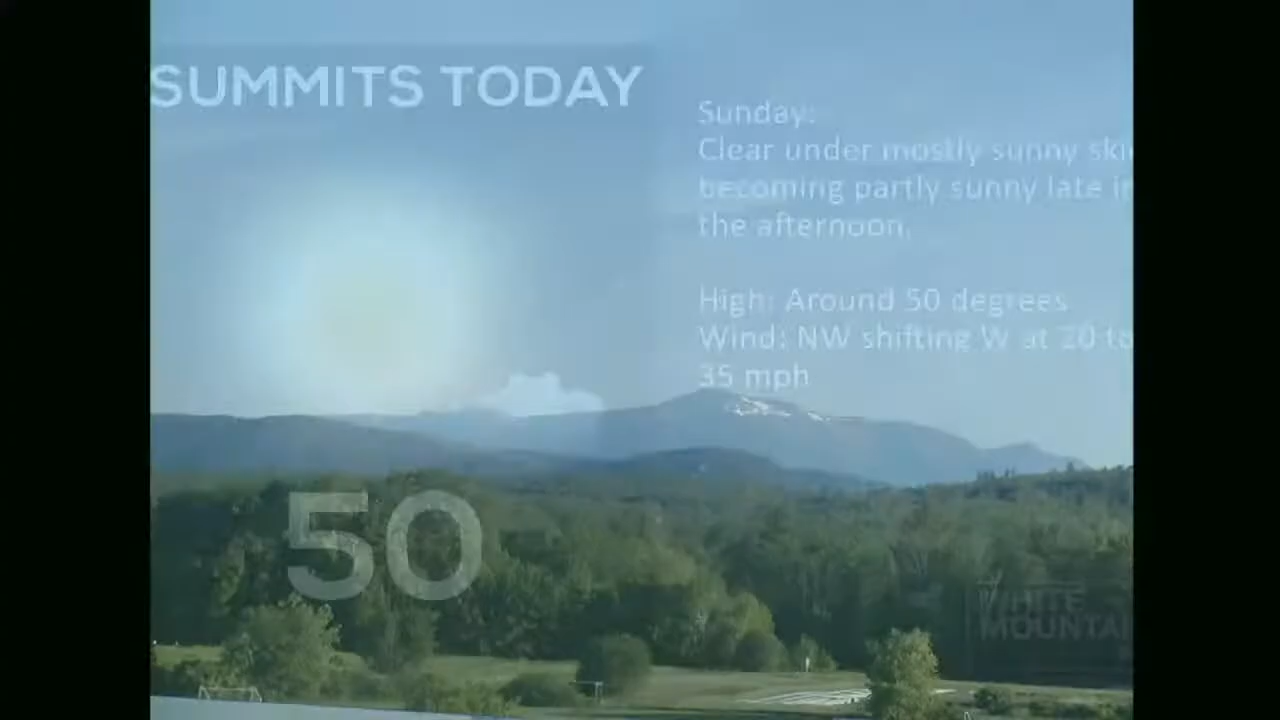 SUMMITS TODAY
Sunday:
Clear under mostly sunny
becoming partly sunny late
the afternoon.
High: Around 50 degrees
Wind: NW shifting W at 20 to
35 mph
50
WHITE